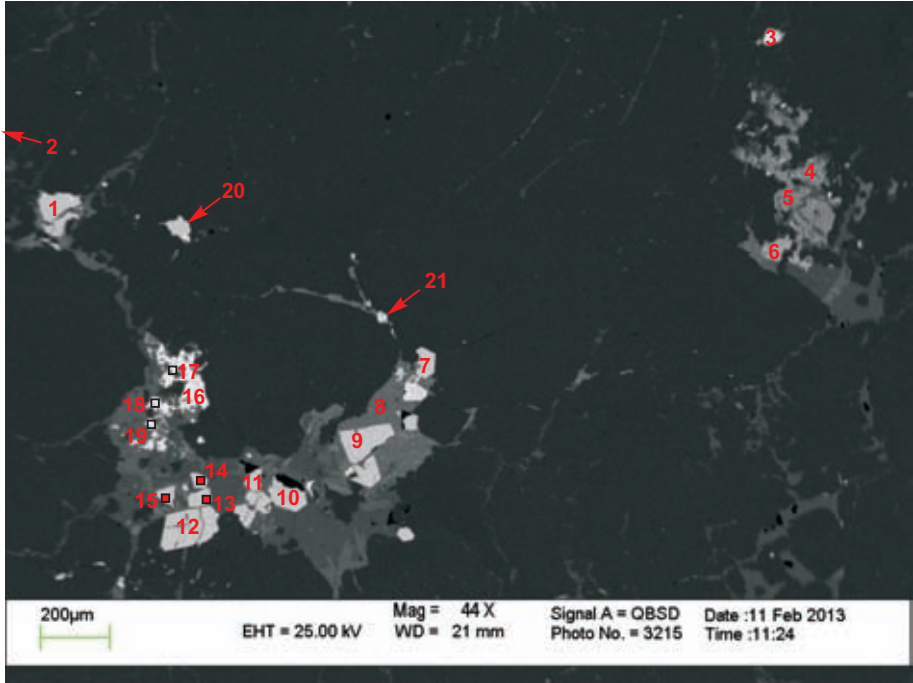 3
2
4
1
20
5
6
21
7
17
16
18
8
19
9
14
11
15
13
10
12
200µm
Mag = 44 X
Signal A = QBSD
Date :11 Feb 2013
EHT = 25.00 kV
WD = 21 mm
Photo No. = 3215
Time :11:24